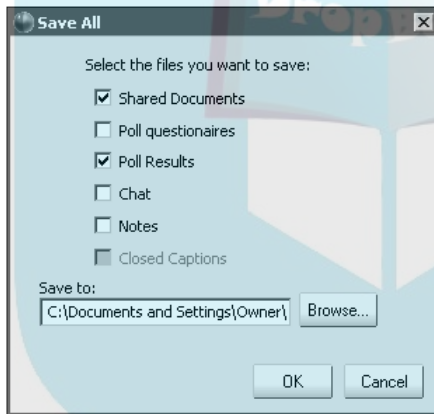 Save All
Select the files you want to save:
Shared Documents
Poll questionaires
Poll Results
Chat
Notes
Closed Captions
Save to:
C:\Documents and Settings\Owner\
Browse...
OK
Cancel